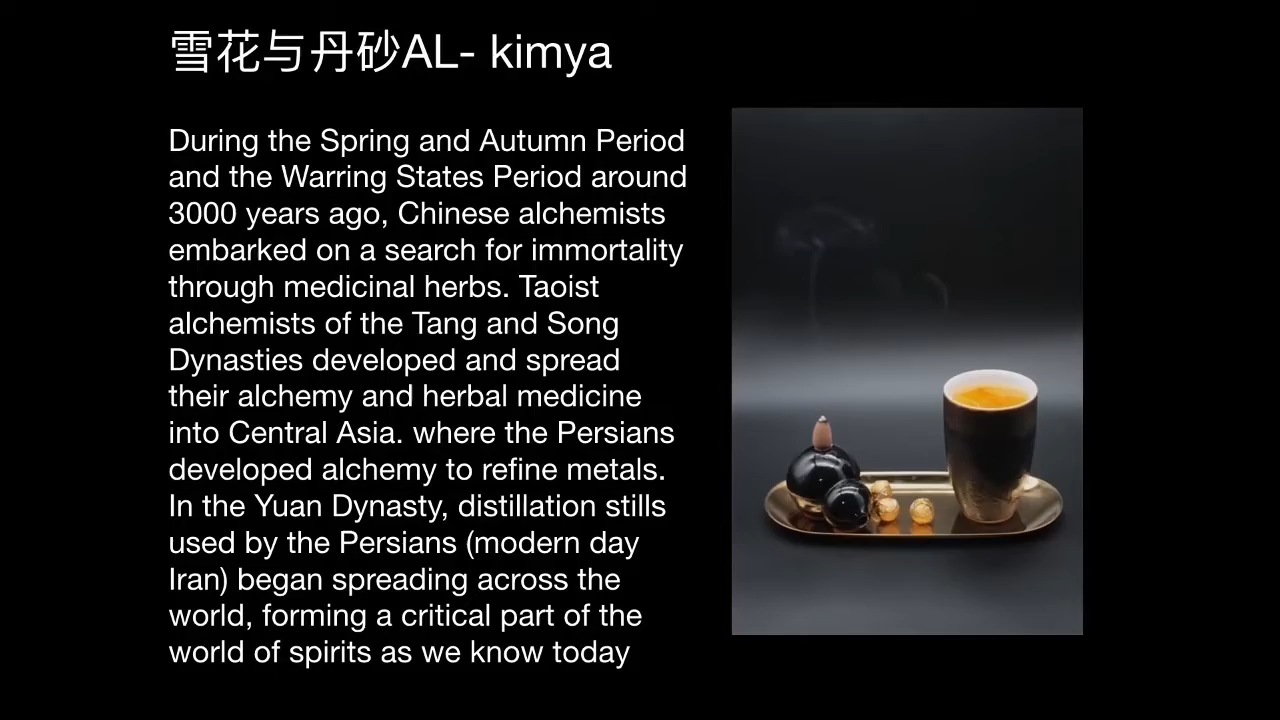 雪花与丹砂AL- kimya
During the Spring and Autumn Period
and the Warring States Period around
3000 years ago, Chinese alchemists
embarked on a search for immortality
through medicinal herbs. Taoist
alchemists of the Tang and Song
Dynasties developed and spread
their alchemy and herbal medicine
into Central Asia. where the Persians
developed alchemy to refine metals.
In the Yuan Dynasty, distillation stills
used by the Persians (modern day
Iran) began spreading across the
world, forming a critical part of the
world of spirits as we know today